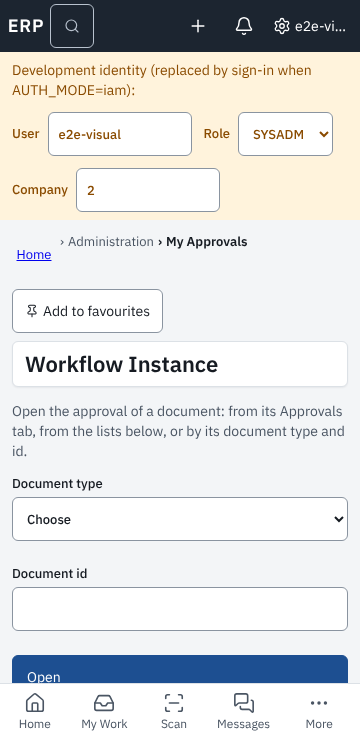 ERP
e2e-vi...
Development identity (replaced by sign-in when
AUTH_MODE=iam):
User
e2e-visual
Role
SYSADM
Company
2
Home
› Administration › My Approvals
Add to favourites
Workflow Instance
Open the approval of a document: from its Approvals
tab, from the lists below, or by its document type and
id.
Document type
Choose
Document id
Open
Home
My Work
Scan
Messages
More